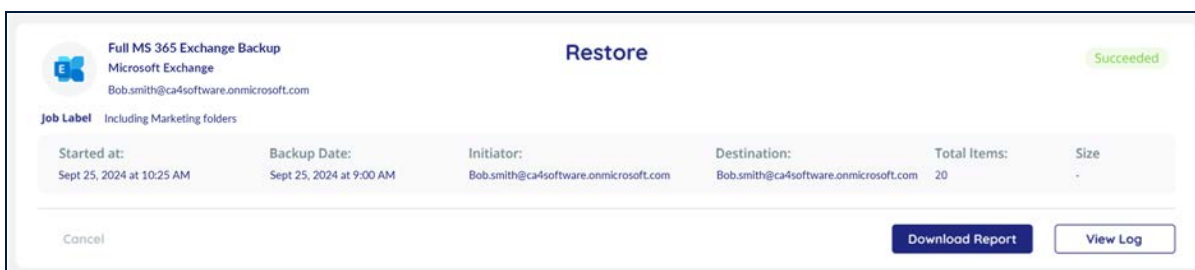 Full MS 365 Exchange Backup
Restore
Succeeded
E
Microsoft Exchange
Bob.smith@ca4software.onmicrosoft.com
Job Label Including Marketing folders
Started at: Backup Date: Initiator: Destination: Total Items: Size
Sept 25, 2024 at 10:25 AM Sept 25, 2024 at 9:00 AM Bob.smith@ca4software.onmicrosoft.com Bob.smith@ca4software.onmicrosoft.com 20 -
Cancel Download Report View Log